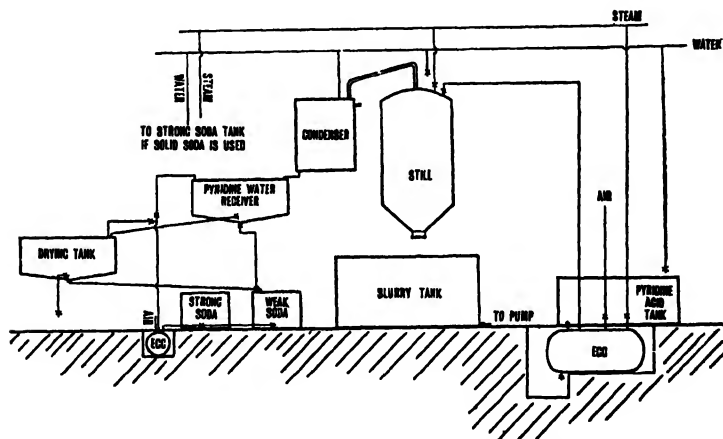 STEAM
WATER
WATER
STEAM
TO STRONG SODA TANK
IF SOLID SODA IS USED
CONDENSER
STILL
PYRIDINE WATER
RECEIVER
AIR
DRYING TANK
SLURRY TANK
PYRIDINE
ACID
TANK
STRONG
SODA
WEAK
SODA
TO PUMP
AIR
EGG
EGG